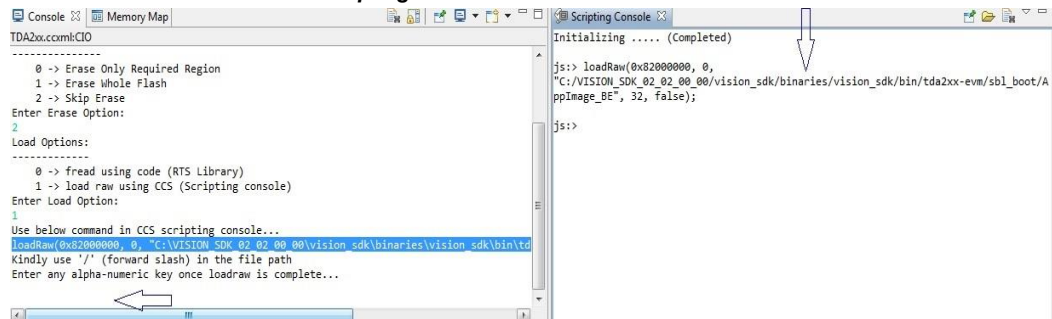 Console Memory Map
TDA2xx.ccxml:CIO
---------------
0 -> Erase Only Required Region
1 -> Erase Whole Flash
2 -> Skip Erase
Enter Erase Option:
2
Load Options:
-------------
0 -> fread using code (RTS Library)
1 -> load raw using CCS (Scripting console)
Enter Load Option:
1
Use below command in CCS scripting console...
loadRaw(0x82000000, 0, "C:\VISION_SDK_02_02_00_00\vision_sdk\binaries\vision_sdk\bin\td
Kindly use '/' (forward slash) in the file path
Enter any alpha-numeric key once loadraw is complete...
Scripting Console
Initializing ..... (Completed)
js:> loadRaw(0x82000000, 0,
"C:/VISION_SDK_02_02_00_00/vision_sdk/binaries/vision_sdk/bin/tda2xx-evm/sbl_boot/A
ppImage_BE", 32, false);
js:>